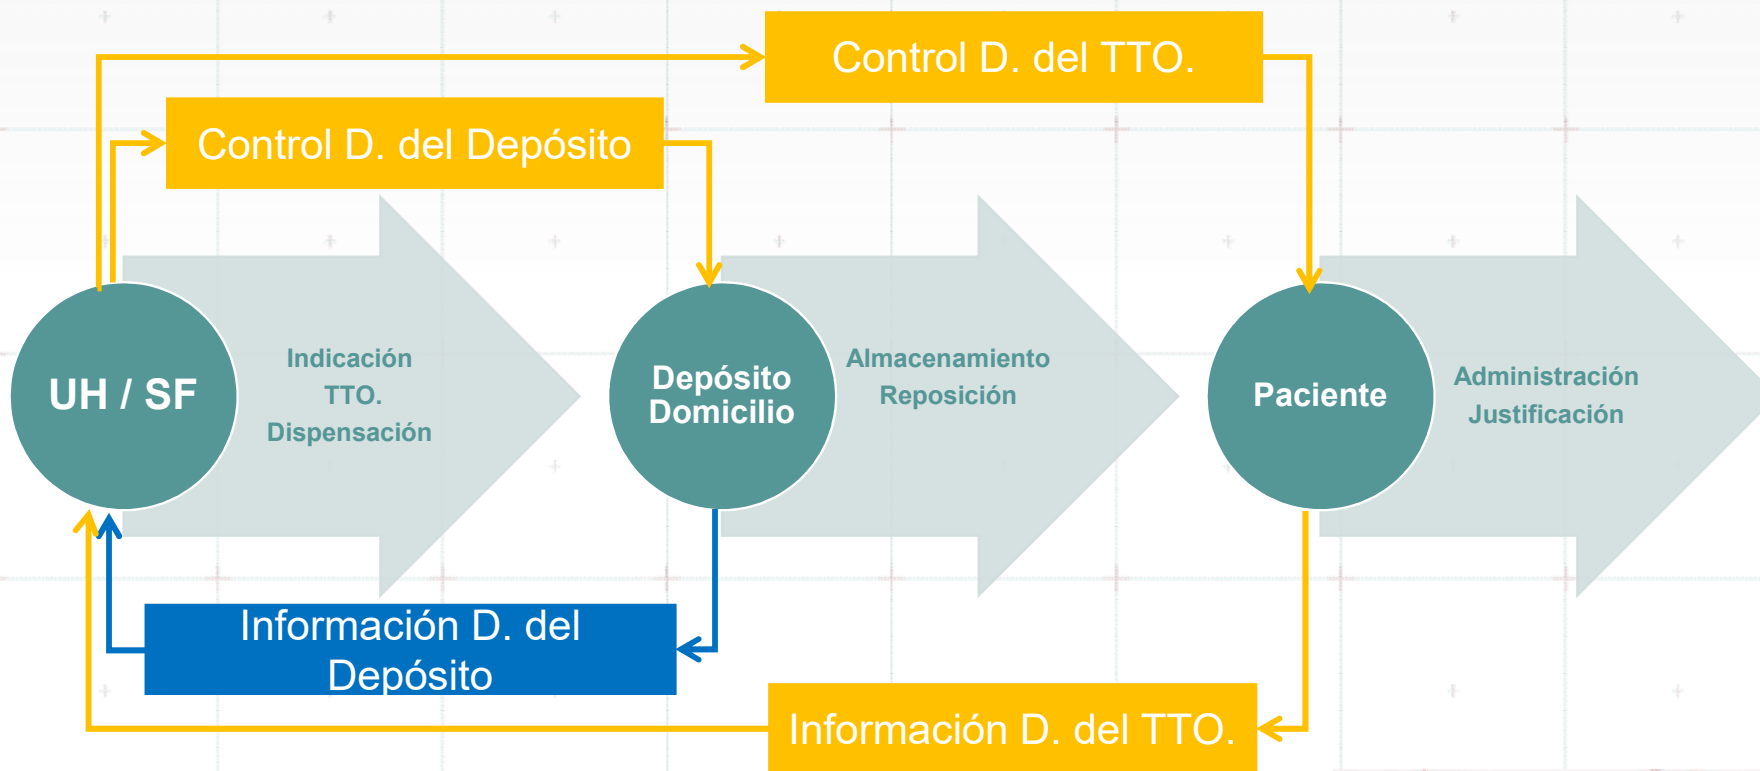 Control D. del TTO.
Control D. del Depósito
UH / SF
Indicación
TTO.
Dispensación
Depósito
Domicilio
Almacenamiento
Reposición
Paciente
Administración
Justificación
Información D. del
Depósito
Información D. del TTO.